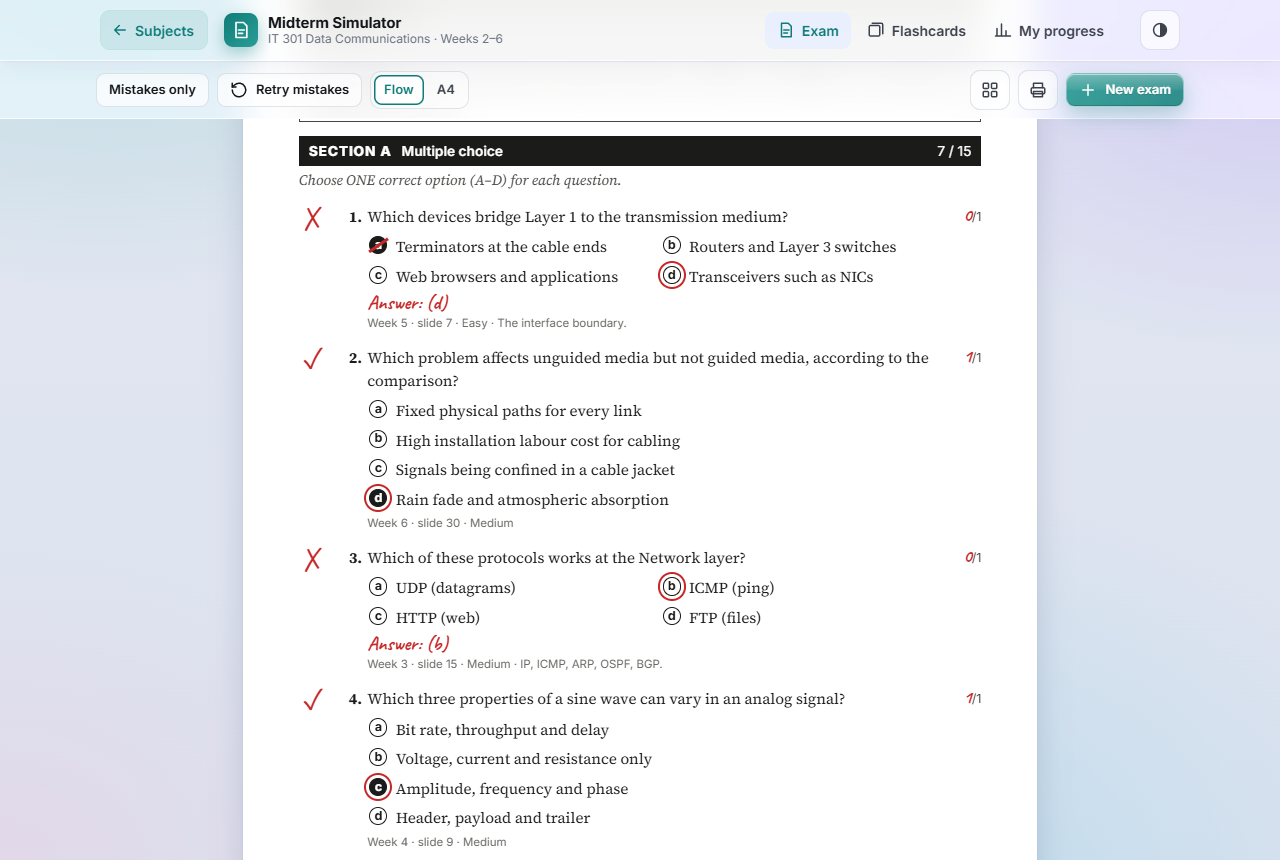 Subjects
Midterm Simulator
IT 301 Data Communications · Weeks 2–6
Exam
Flashcards
My progress
Mistakes only
Retry mistakes
Flow
A4
New exam
SECTION A Multiple choice 7 / 15
Choose ONE correct option (A–D) for each question.
1. Which devices bridge Layer 1 to the transmission medium? 0/1
a Terminators at the cable ends
b Routers and Layer 3 switches
c Web browsers and applications
d Transceivers such as NICs
Answer: (d)
Week 5 · slide 7 · Easy · The interface boundary.
2. Which problem affects unguided media but not guided media, according to the 1/1
comparison?
a Fixed physical paths for every link
b High installation labour cost for cabling
c Signals being confined in a cable jacket
d Rain fade and atmospheric absorption
Week 6 · slide 30 · Medium
3. Which of these protocols works at the Network layer? 0/1
a UDP (datagrams)
b ICMP (ping)
c HTTP (web)
d FTP (files)
Answer: (b)
Week 3 · slide 15 · Medium · IP, ICMP, ARP, OSPF, BGP.
4. Which three properties of a sine wave can vary in an analog signal? 1/1
a Bit rate, throughput and delay
b Voltage, current and resistance only
c Amplitude, frequency and phase
d Header, payload and trailer
Week 4 · slide 9 · Medium